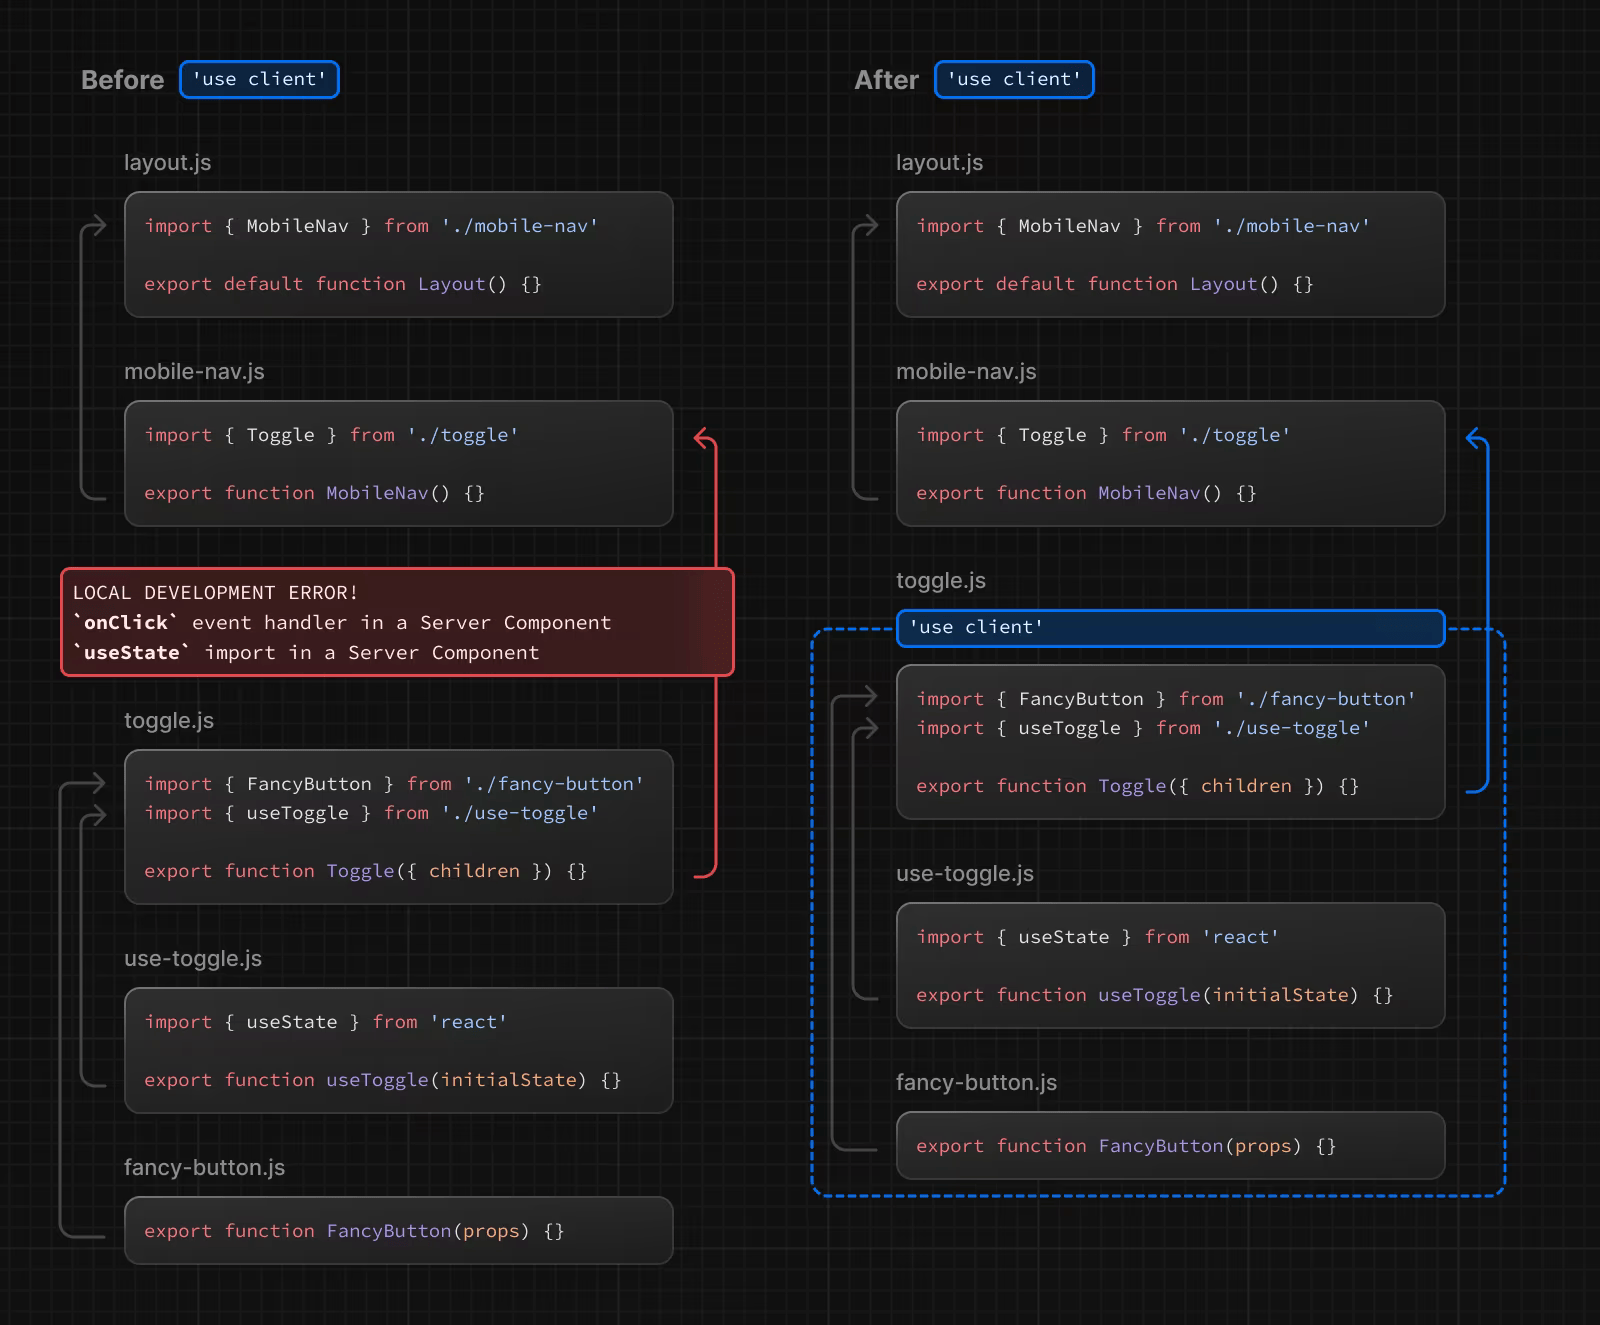 Before 'use client'
layout.js
import { MobileNav } from './mobile-nav'
export default function Layout() {}
mobile-nav.js
import { Toggle } from './toggle'
export function MobileNav() {}
LOCAL DEVELOPMENT ERROR!
`onClick` event handler in a Server Component
`useState` import in a Server Component
toggle.js
import { FancyButton } from './fancy-button'
import { useToggle } from './use-toggle'
export function Toggle({ children }) {}
use-toggle.js
import { useState } from 'react'
export function useToggle(initialState) {}
fancy-button.js
export function FancyButton(props) {}
After 'use client'
layout.js
import { MobileNav } from './mobile-nav'
export default function Layout() {}
mobile-nav.js
import { Toggle } from './toggle'
export function MobileNav() {}
toggle.js
'use client'
import { FancyButton } from './fancy-button'
import { useToggle } from './use-toggle'
export function Toggle({ children }) {}
use-toggle.js
import { useState } from 'react'
export function useToggle(initialState) {}
fancy-button.js
export function FancyButton(props) {}